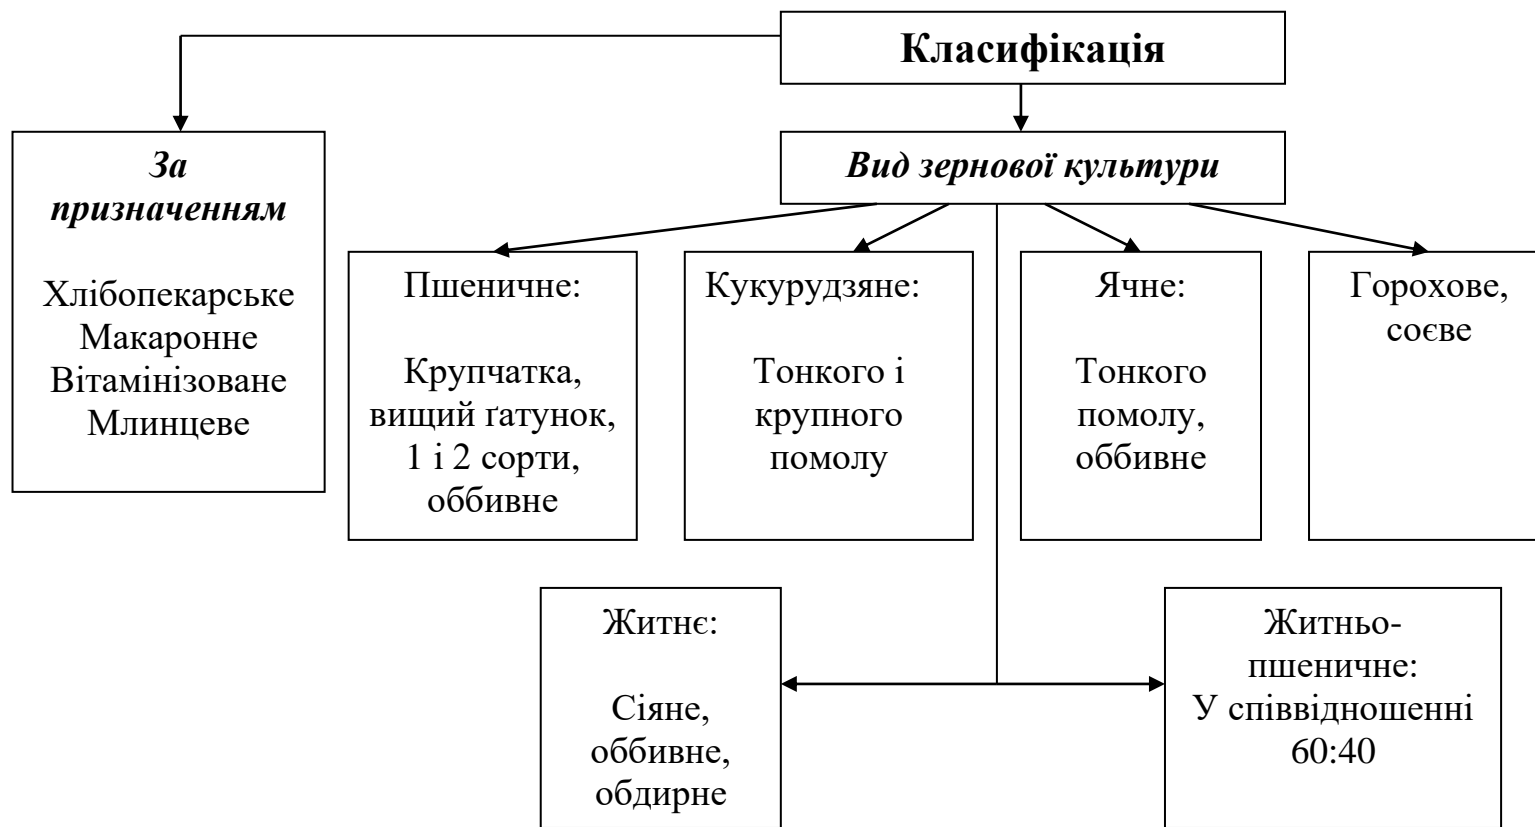 Класифікація
За
призначенням
Хлібопекарське
Макаронне
Вітамінізоване
Млинцеве
Вид зернової культури
Пшеничне:
Крупчатка,
вищий ґатунок,
1 і 2 сорти,
оббивне
Кукурудзяне:
Тонкого і
крупного
помолу
Ячне:
Тонкого
помолу,
оббивне
Горохове,
соєве
Житнє:
Сіяне,
оббивне,
обдирне
Житньо-
пшеничне:
У співвідношенні
60:40